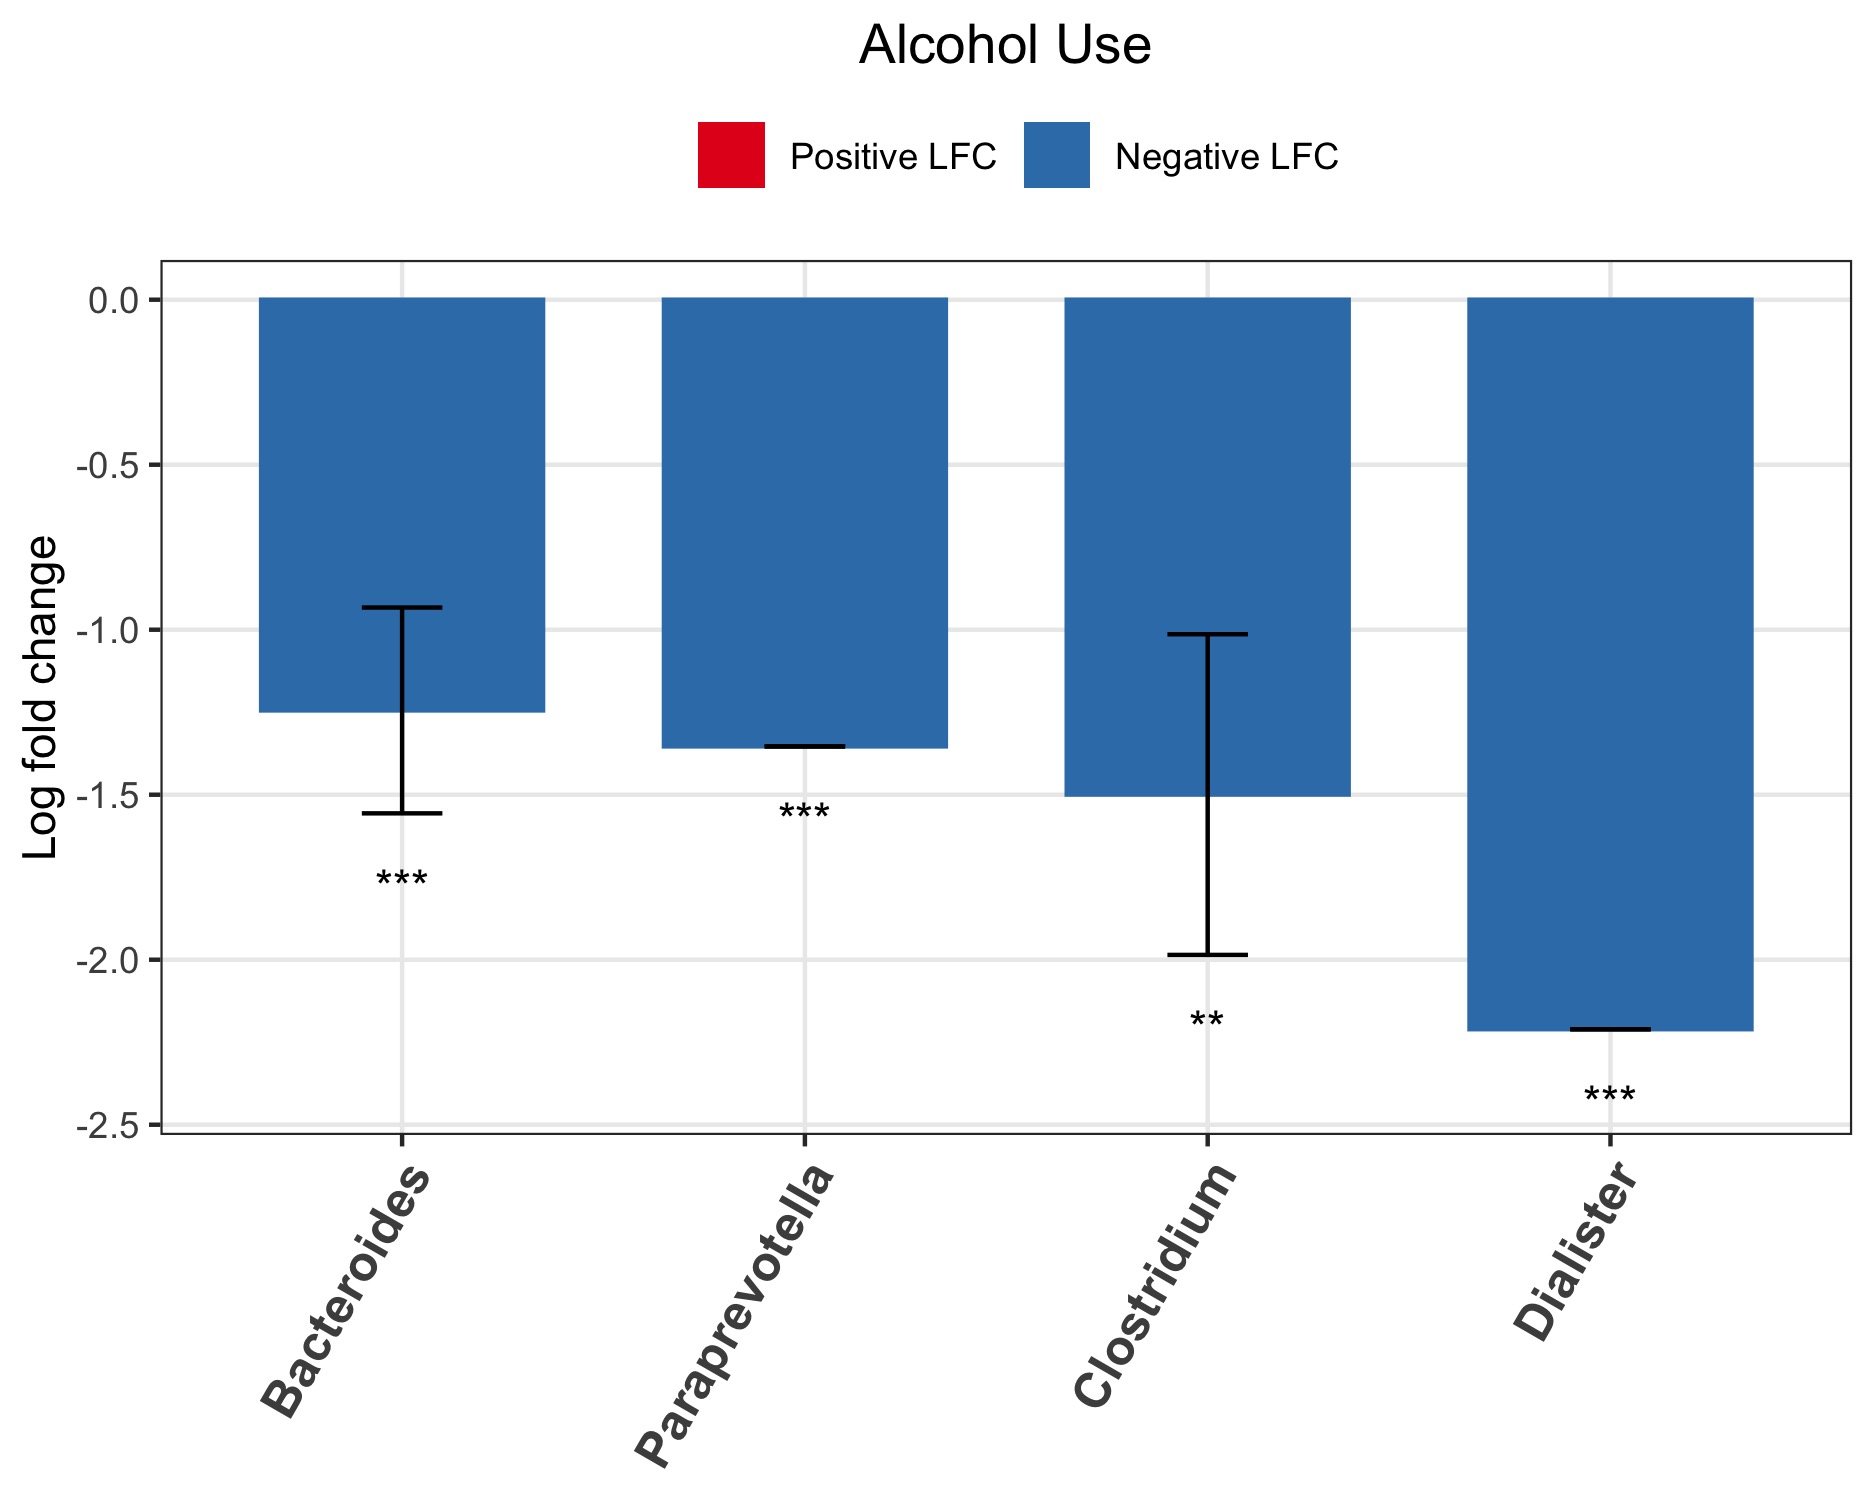 Alcohol Use
Positive LFC
Negative LFC
Log fold change
0.0
-0.5
-1.0
-1.5
-2.0
-2.5
***
***
**
***
Bacteroides
Paraprevotella
Clostridium
Dialister